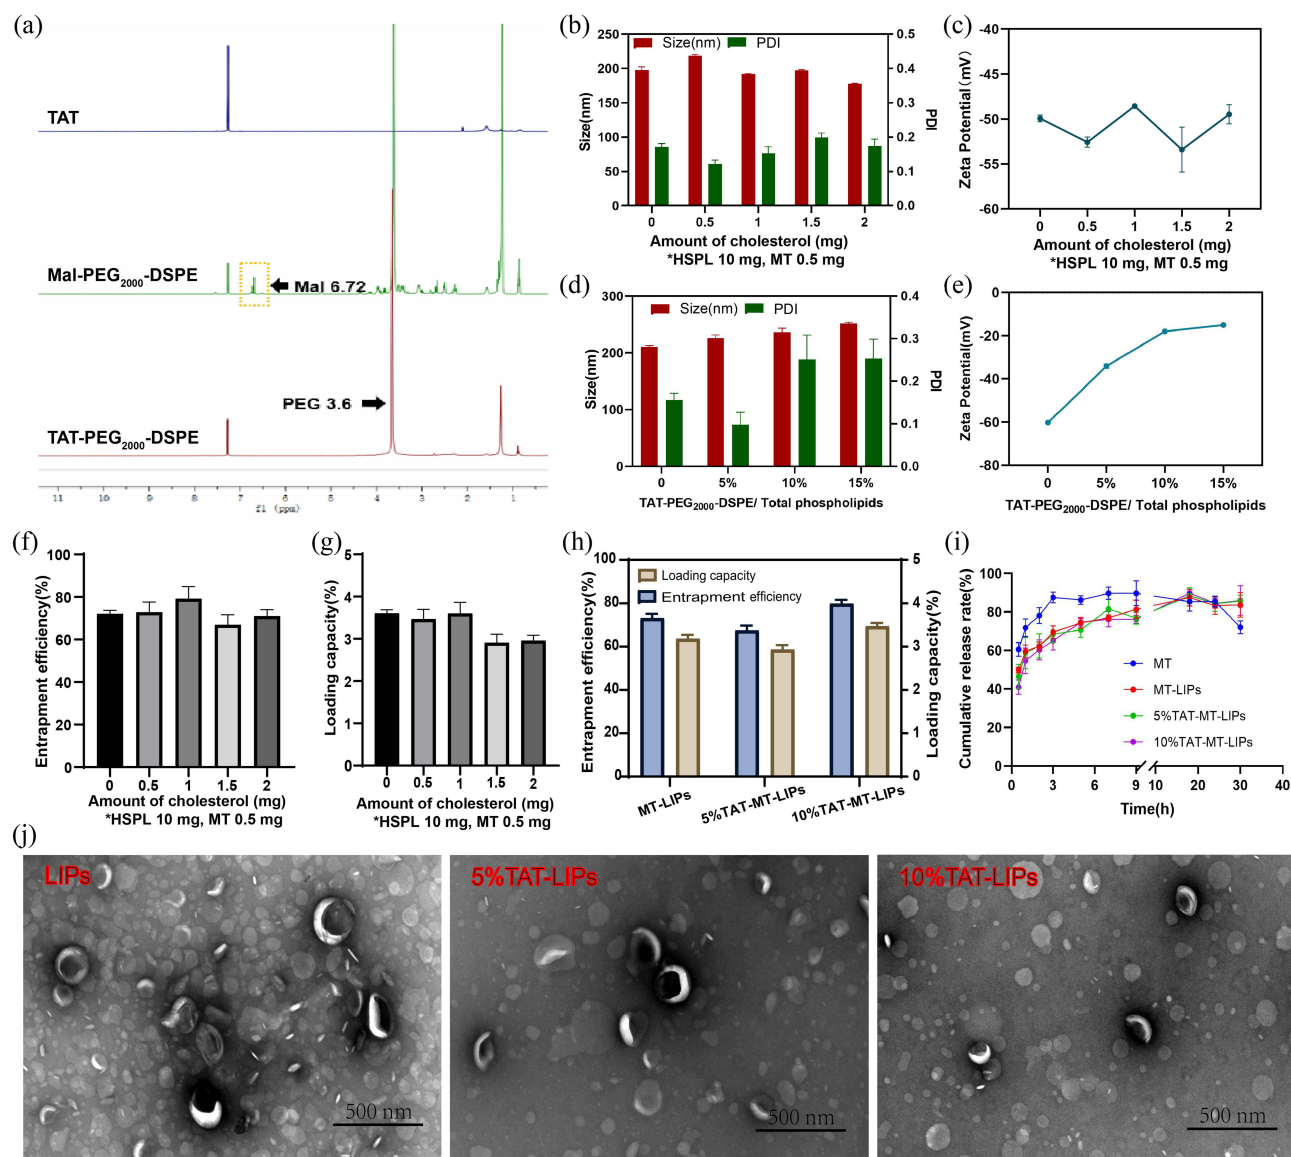 (a)
TAT
Mal-PEG2000-DSPE
Mal 6.72
PEG 3.6
TAT-PEG2000-DSPE
11 10 9 8 7 6 5 4 3 2 1
f1 (ppm)
(b)
Size(nm) PDI
250 200 150 100 50 0
Size(nm)
0.5 0.4 0.3 0.2 0.1 0.0
PDI
0 0.5 1 1.5 2
Amount of cholesterol (mg)
*HSPL 10 mg, MT 0.5 mg
(c)
-40 -45 -50 -55 -60
Zeta Potential(mV)
0 0.5 1 1.5 2
Amount of cholesterol (mg)
*HSPL 10 mg, MT 0.5 mg
(d)
Size(nm) PDI
300 200 100 0
Size(nm)
0.4 0.3 0.2 0.1 0.0
PDI
0 5% 10% 15%
TAT-PEG2000-DSPE/ Total phospholipids
(e)
0 -20 -40 -60 -80
Zeta Potential(mV)
0 5% 10% 15%
TAT-PEG2000-DSPE/ Total phospholipids
(f)
100 80 60 40 20 0
Entrapment efficiency(%)
0 0.5 1 1.5 2
Amount of cholesterol (mg)
*HSPL 10 mg, MT 0.5 mg
(g)
5 4 3 2 1 0
Loading capacity(%)
0 0.5 1 1.5 2
Amount of cholesterol (mg)
*HSPL 10 mg, MT 0.5 mg
(h)
Loading capacity
Entrapment efficiency
100 80 60 40 20 0
Entrapment efficiency(%)
5 4 3 2 1 0
Loading capacity(%)
MT-LIPs 5%TAT-MT-LIPs 10%TAT-MT-LIPs
(i)
100 80 60 40 20 0
Cumulative release rate(%)
MT
MT-LIPs
5%TAT-MT-LIPs
10%TAT-MT-LIPs
0 3 6 9 10 20 30 40
Time(h)
(j)
LIPs
500 nm
5%TAT-LIPs
500 nm
10%TAT-LIPs
500 nm